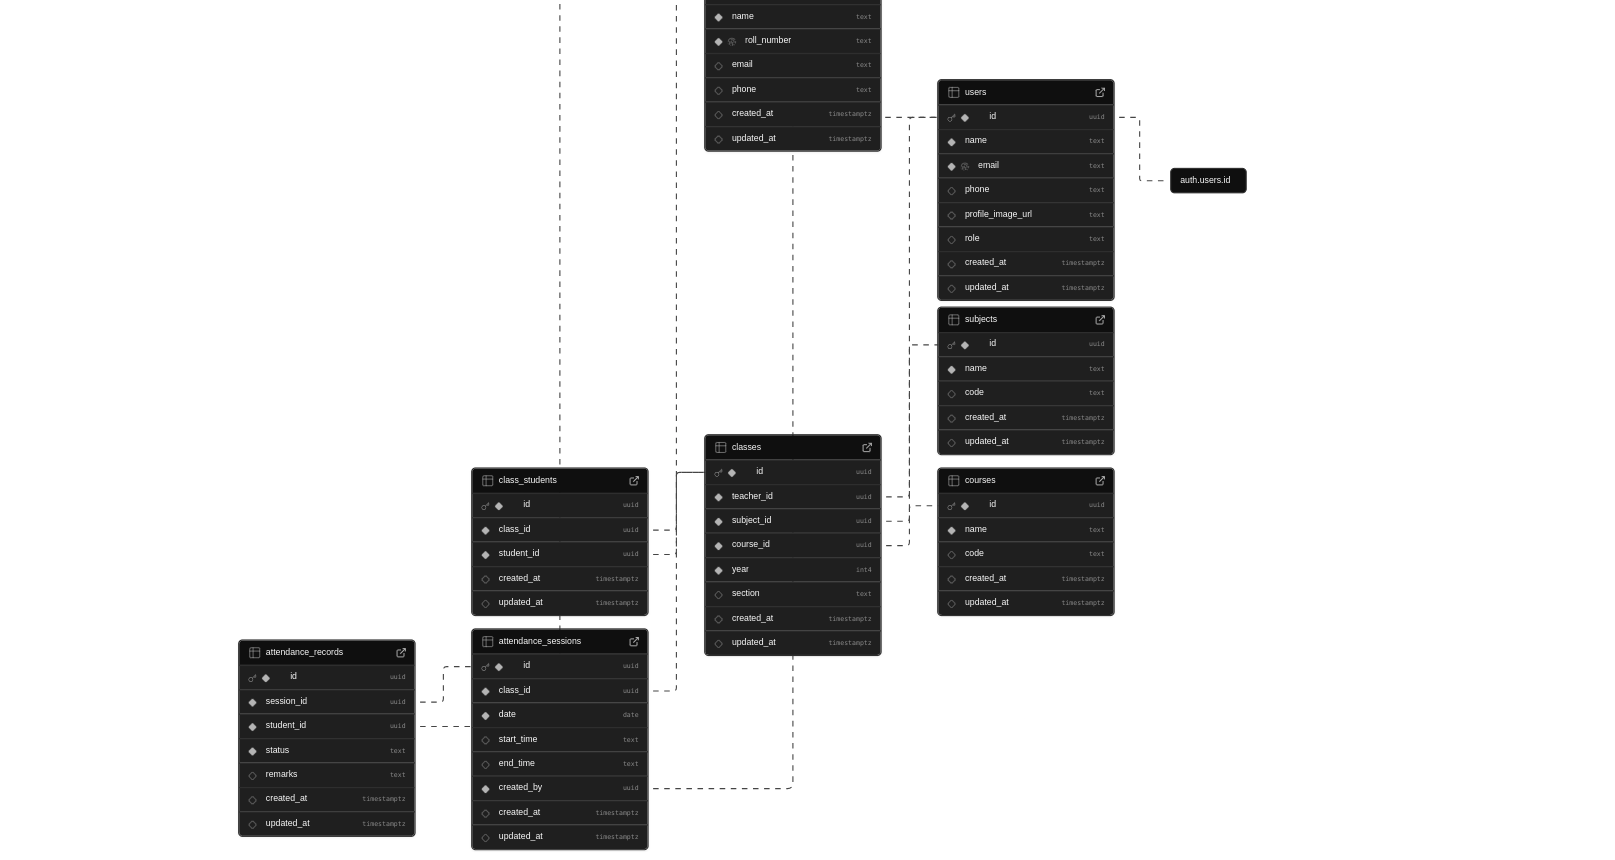 name text
roll_number text
email text
phone text
created_at timestamptz
updated_at timestamptz
users
id uuid
name text
email text
phone text
profile_image_url text
role text
created_at timestamptz
updated_at timestamptz
auth.users.id
subjects
id uuid
name text
code text
created_at timestamptz
updated_at timestamptz
classes
id uuid
teacher_id uuid
subject_id uuid
course_id uuid
year int4
section text
created_at timestamptz
updated_at timestamptz
courses
id uuid
name text
code text
created_at timestamptz
updated_at timestamptz
class_students
id uuid
class_id uuid
student_id uuid
created_at timestamptz
updated_at timestamptz
attendance_sessions
id uuid
class_id uuid
date date
start_time text
end_time text
created_by uuid
created_at timestamptz
updated_at timestamptz
attendance_records
id uuid
session_id uuid
student_id uuid
status text
remarks text
created_at timestamptz
updated_at timestamptz